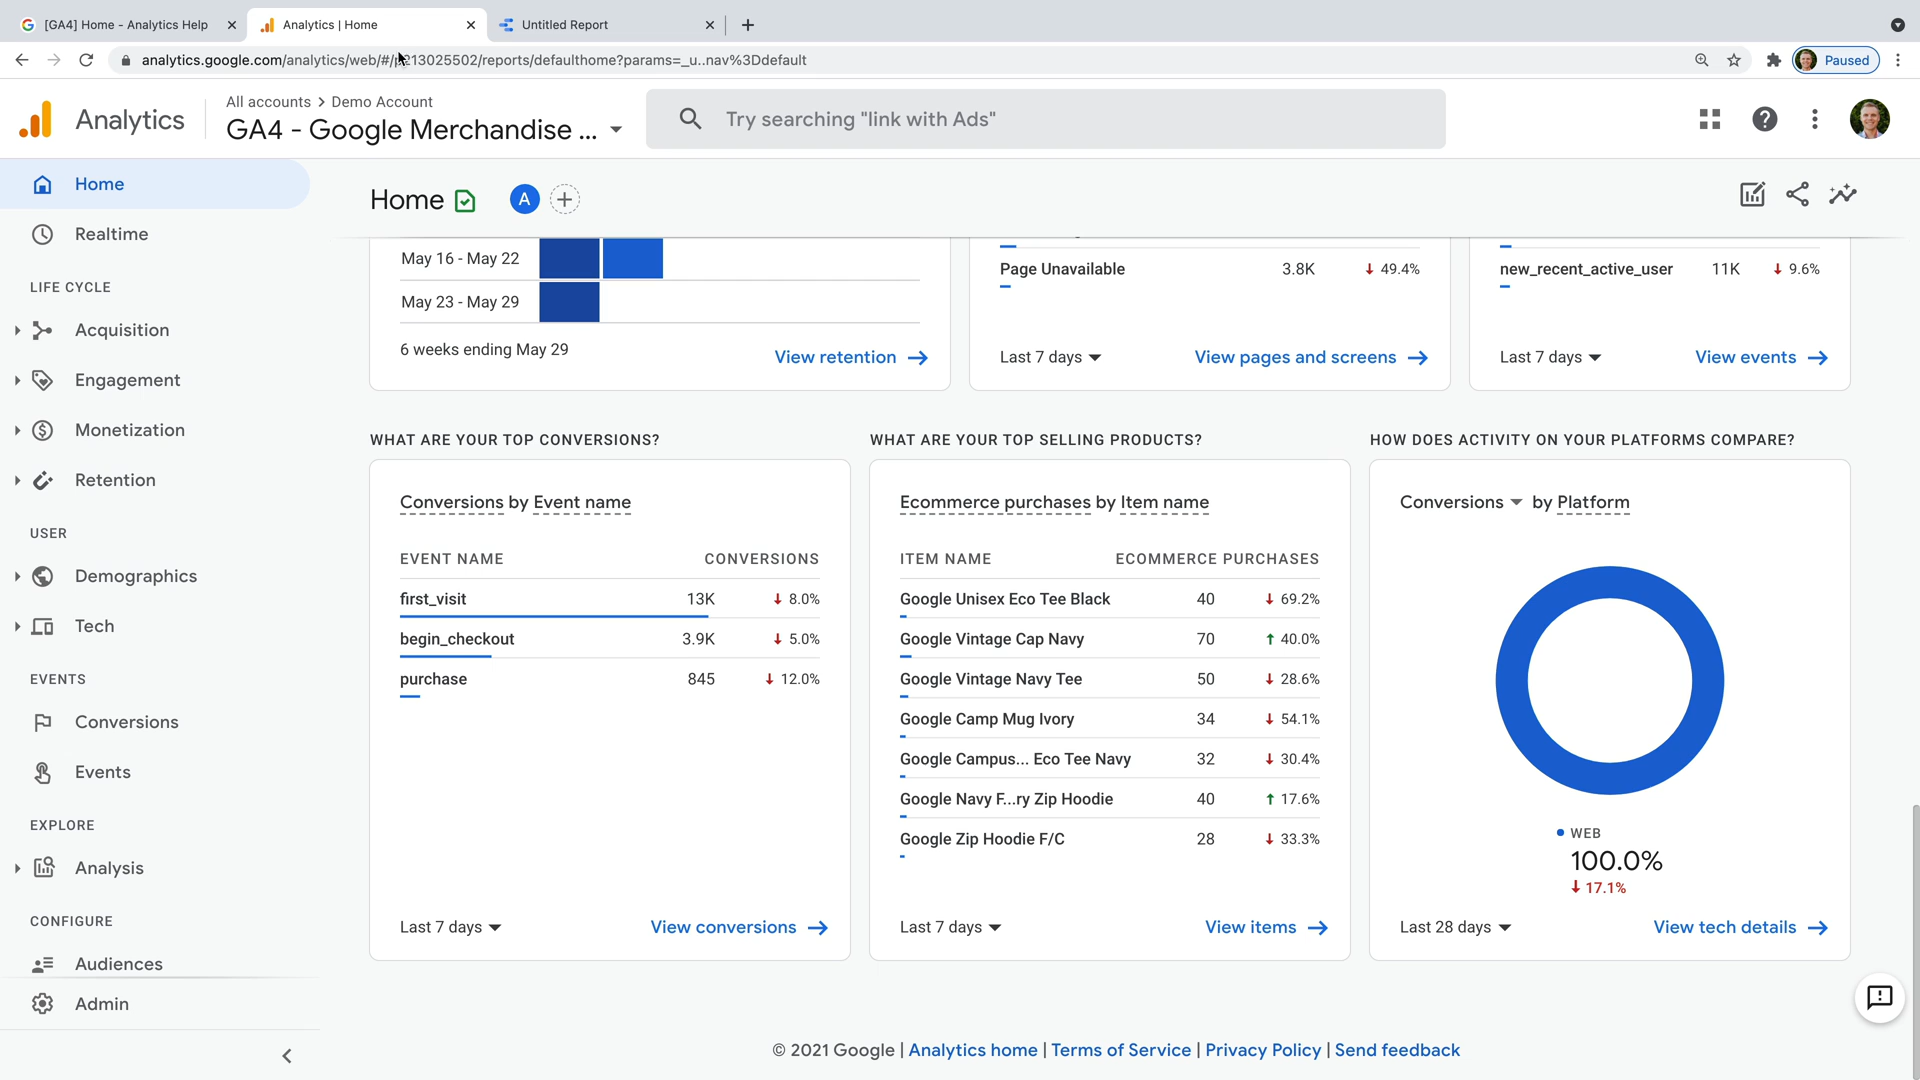 [GA4] Home - Analytics Help
Analytics | Home
Untitled Report
analytics.google.com/analytics/web/#/p213025502/reports/defaulthome?params=_u..nav%3Ddefault
Paused
Analytics
All accounts > Demo Account
GA4 - Google Merchandise ...
Try searching "link with Ads"
Home
Realtime
LIFE CYCLE
Acquisition
Engagement
Monetization
Retention
USER
Demographics
Tech
EVENTS
Conversions
Events
EXPLORE
Analysis
CONFIGURE
Audiences
Admin
Home
A
May 16 - May 22
May 23 - May 29
6 weeks ending May 29
View retention
Page Unavailable 3.8K 49.4%
Last 7 days
View pages and screens
new_recent_active_user 11K 9.6%
Last 7 days
View events
WHAT ARE YOUR TOP CONVERSIONS?
Conversions by Event name
EVENT NAME CONVERSIONS
first_visit 13K 8.0%
begin_checkout 3.9K 5.0%
purchase 845 12.0%
Last 7 days
View conversions
WHAT ARE YOUR TOP SELLING PRODUCTS?
Ecommerce purchases by Item name
ITEM NAME ECOMMERCE PURCHASES
Google Unisex Eco Tee Black 40 69.2%
Google Vintage Cap Navy 70 40.0%
Google Vintage Navy Tee 50 28.6%
Google Camp Mug Ivory 34 54.1%
Google Campus... Eco Tee Navy 32 30.4%
Google Navy F...ry Zip Hoodie 40 17.6%
Google Zip Hoodie F/C 28 33.3%
Last 7 days
View items
HOW DOES ACTIVITY ON YOUR PLATFORMS COMPARE?
Conversions by Platform
WEB
100.0%
17.1%
Last 28 days
View tech details
© 2021 Google | Analytics home | Terms of Service | Privacy Policy | Send feedback